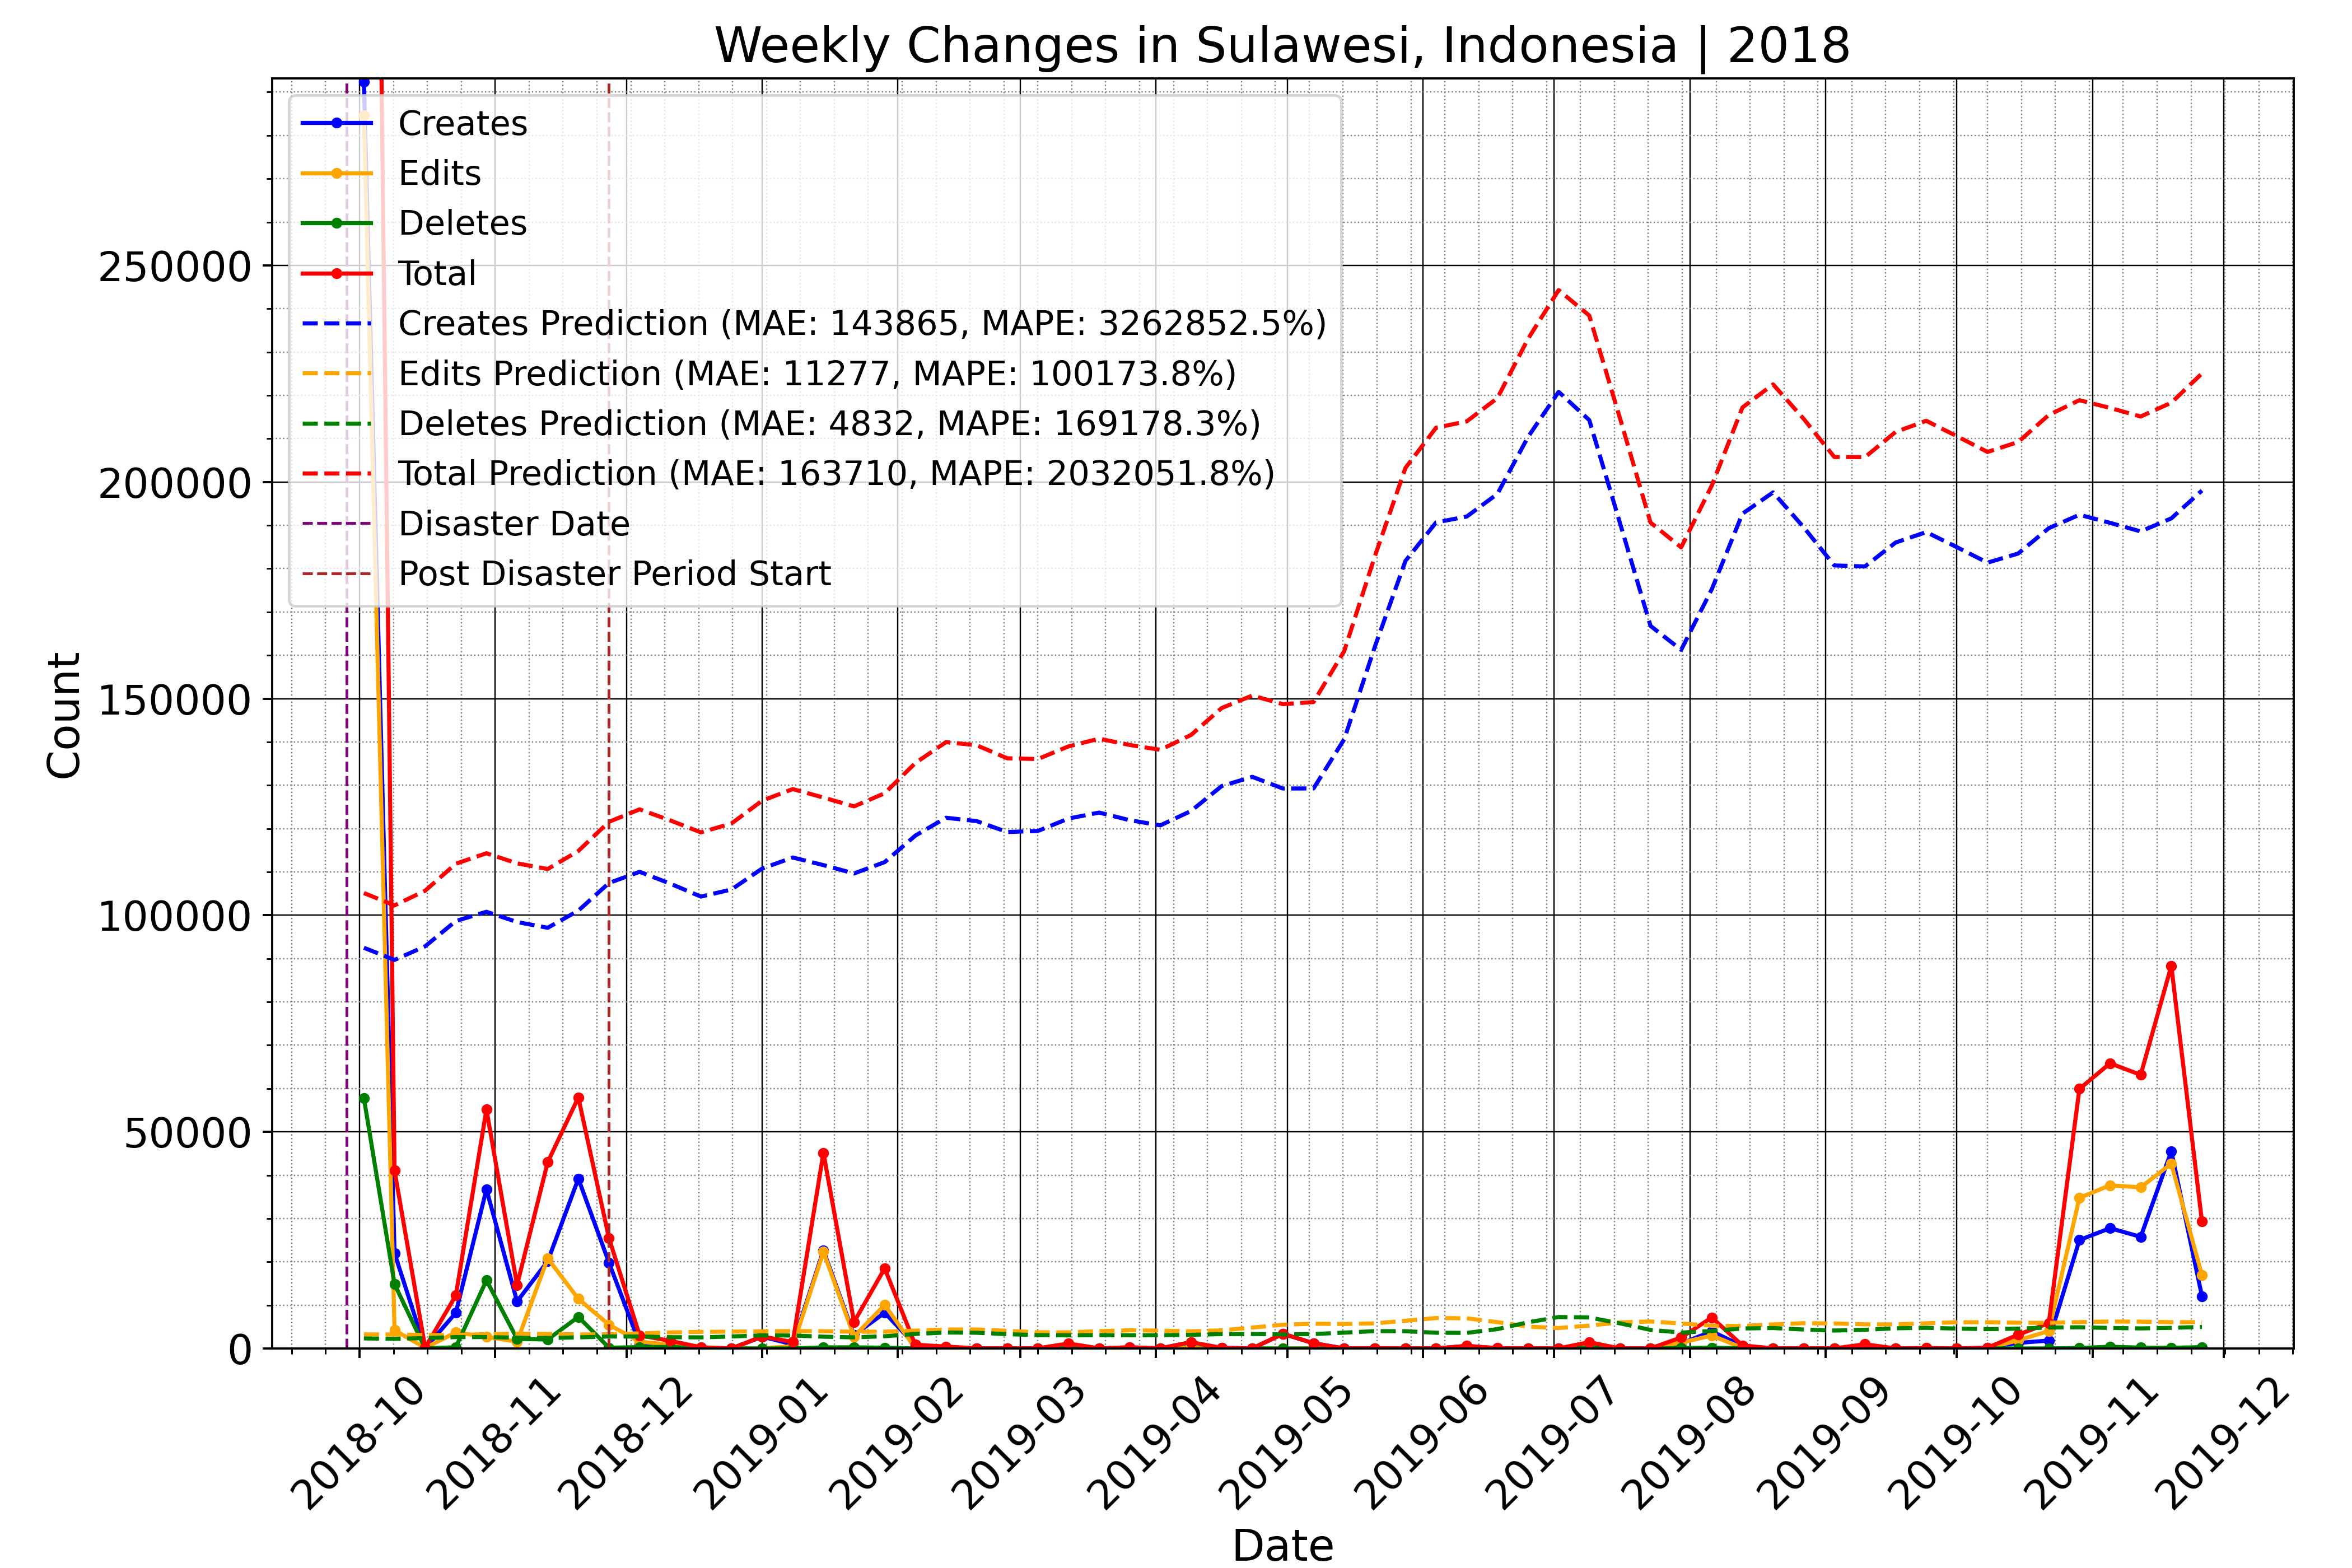 Weekly Changes in Sulawesi, Indonesia | 2018
Creates
Edits
Deletes
Total
Creates Prediction (MAE: 143865, MAPE: 3262852.5%)
Edits Prediction (MAE: 11277, MAPE: 100173.8%)
Deletes Prediction (MAE: 4832, MAPE: 169178.3%)
Total Prediction (MAE: 163710, MAPE: 2032051.8%)
Disaster Date
Post Disaster Period Start
Count
250000
200000
150000
100000
50000
0
2018-10
2018-11
2018-12
2019-01
2019-02
2019-03
2019-04
2019-05
2019-06
2019-07
2019-08
2019-09
2019-10
2019-11
2019-12
Date